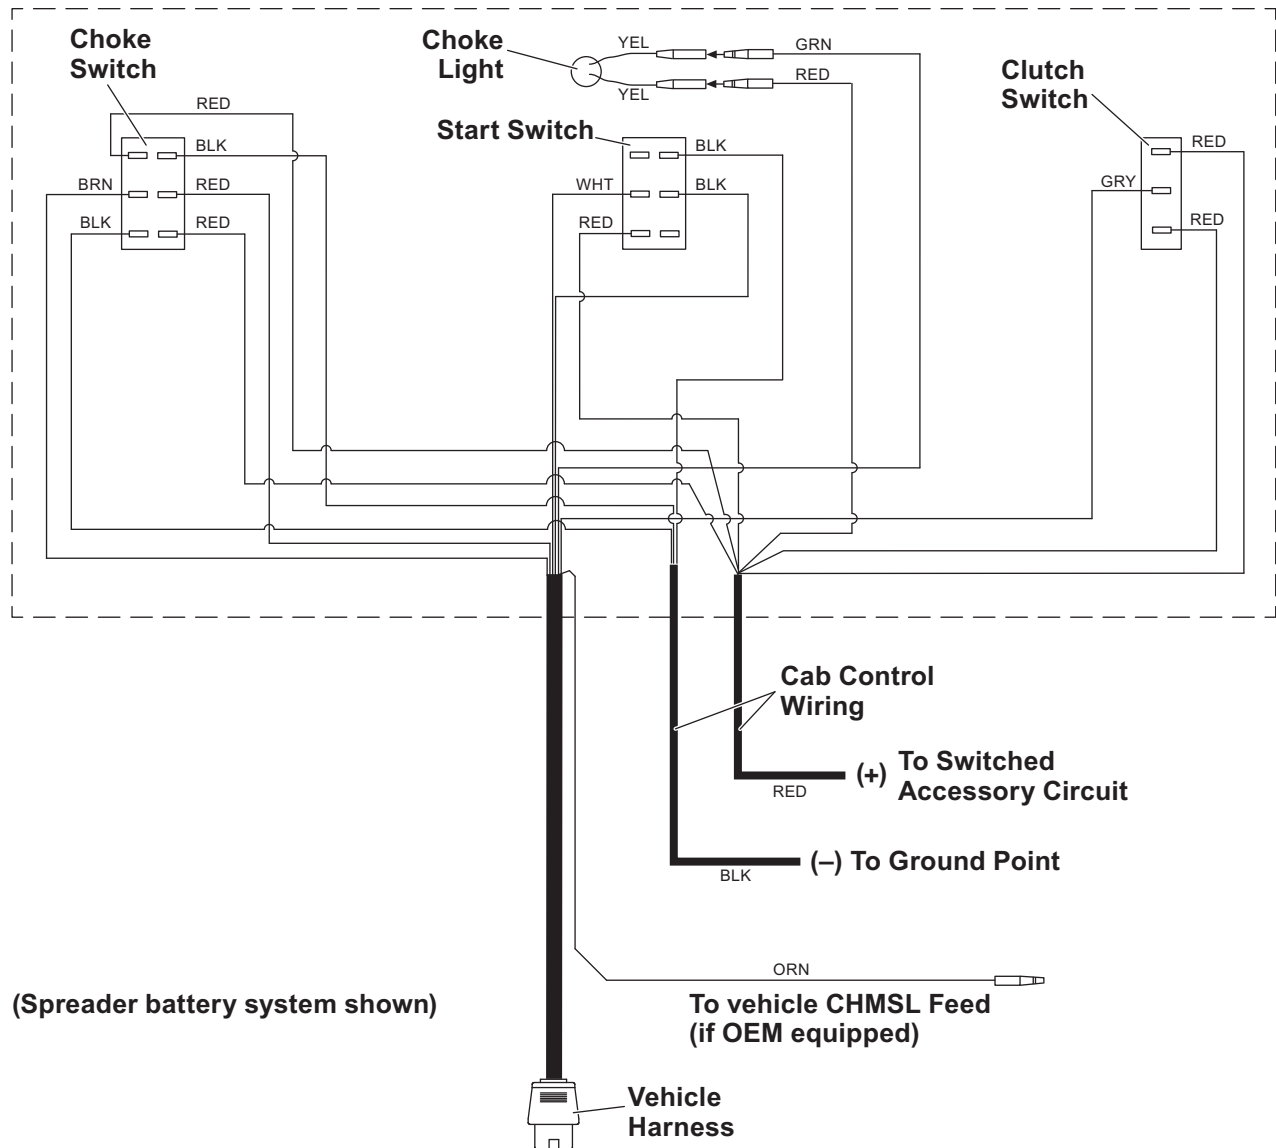 Choke
Switch
Choke
Light
YEL
GRN
YEL
RED
Clutch
Switch
RED
Start Switch
BLK
BLK
RED
BRN
RED
WHT
BLK
GRY
BLK
RED
RED
RED
Cab Control
Wiring
(+) To Switched
Accessory Circuit
RED
(–) To Ground Point
BLK
ORN
(Spreader battery system shown)
To vehicle CHMSL Feed
(if OEM equipped)
Vehicle
Harness